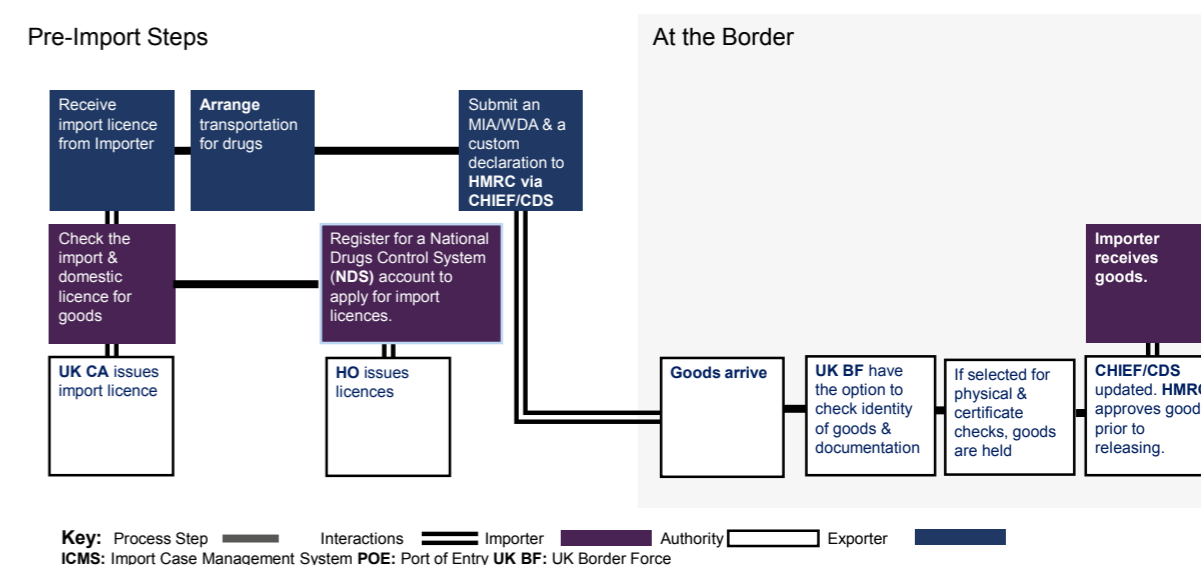 Pre-Import Steps
At the Border
Receive
import licence
from Importer
Arrange
transportation
for drugs
Submit an
MIA/WDA & a
custom
declaration to
HMRC via
CHIEF/CDS
Check the
import &
domestic
licence for
goods
Register for a National
Drugs Control System
(NDS) account to
apply for import
licences.
Importer
receives
goods.
UK CA issues
import licence
HO issues
licences
Goods arrive
UK BF have
the option to
check identity
of goods &
documentation
If selected for
physical &
certificate
checks, goods
are held
CHIEF/CDS
updated. HMRC
approves good
prior to
releasing.
Key: Process Step Interactions Importer Authority Exporter
ICMS: Import Case Management System POE: Port of Entry UK BF: UK Border Force